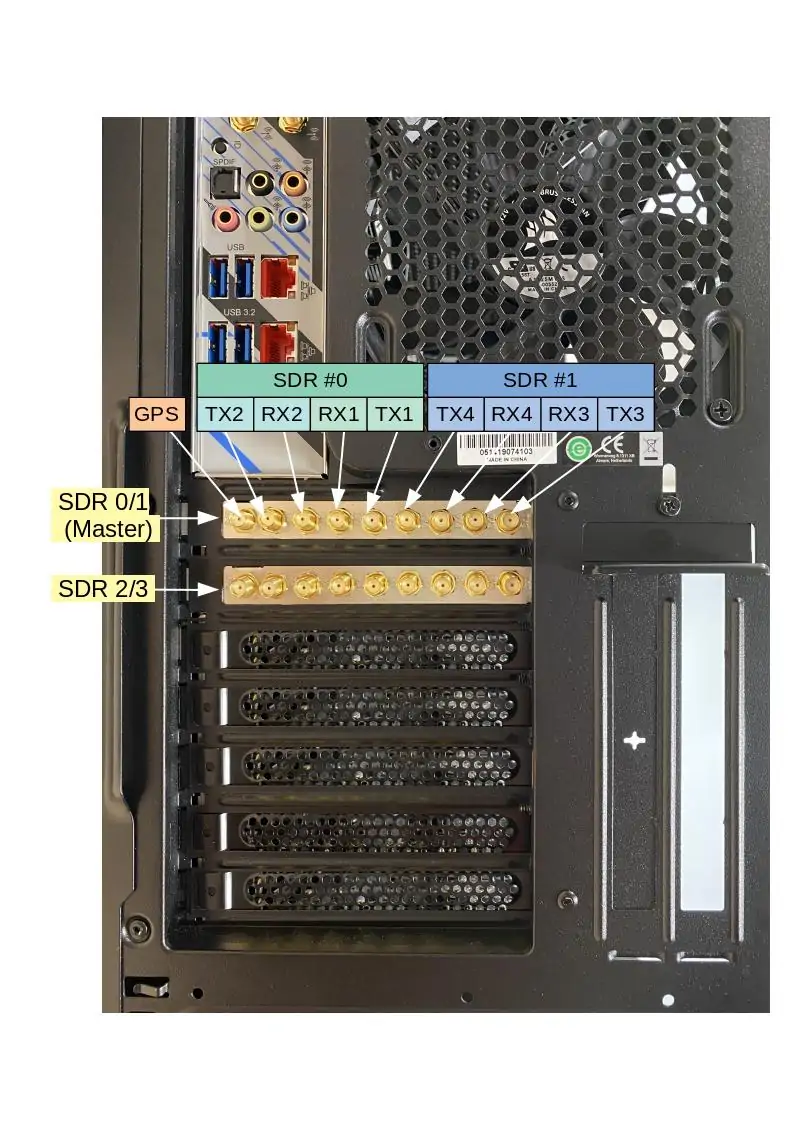 SPDIF
USB
USB 3.2
SDR #0
SDR #1
GPS
TX2
RX2
RX1
TX1
TX4
RX4
RX3
TX3
MADE IN CHINA
SDR 0/1
(Master)
SDR 2/3